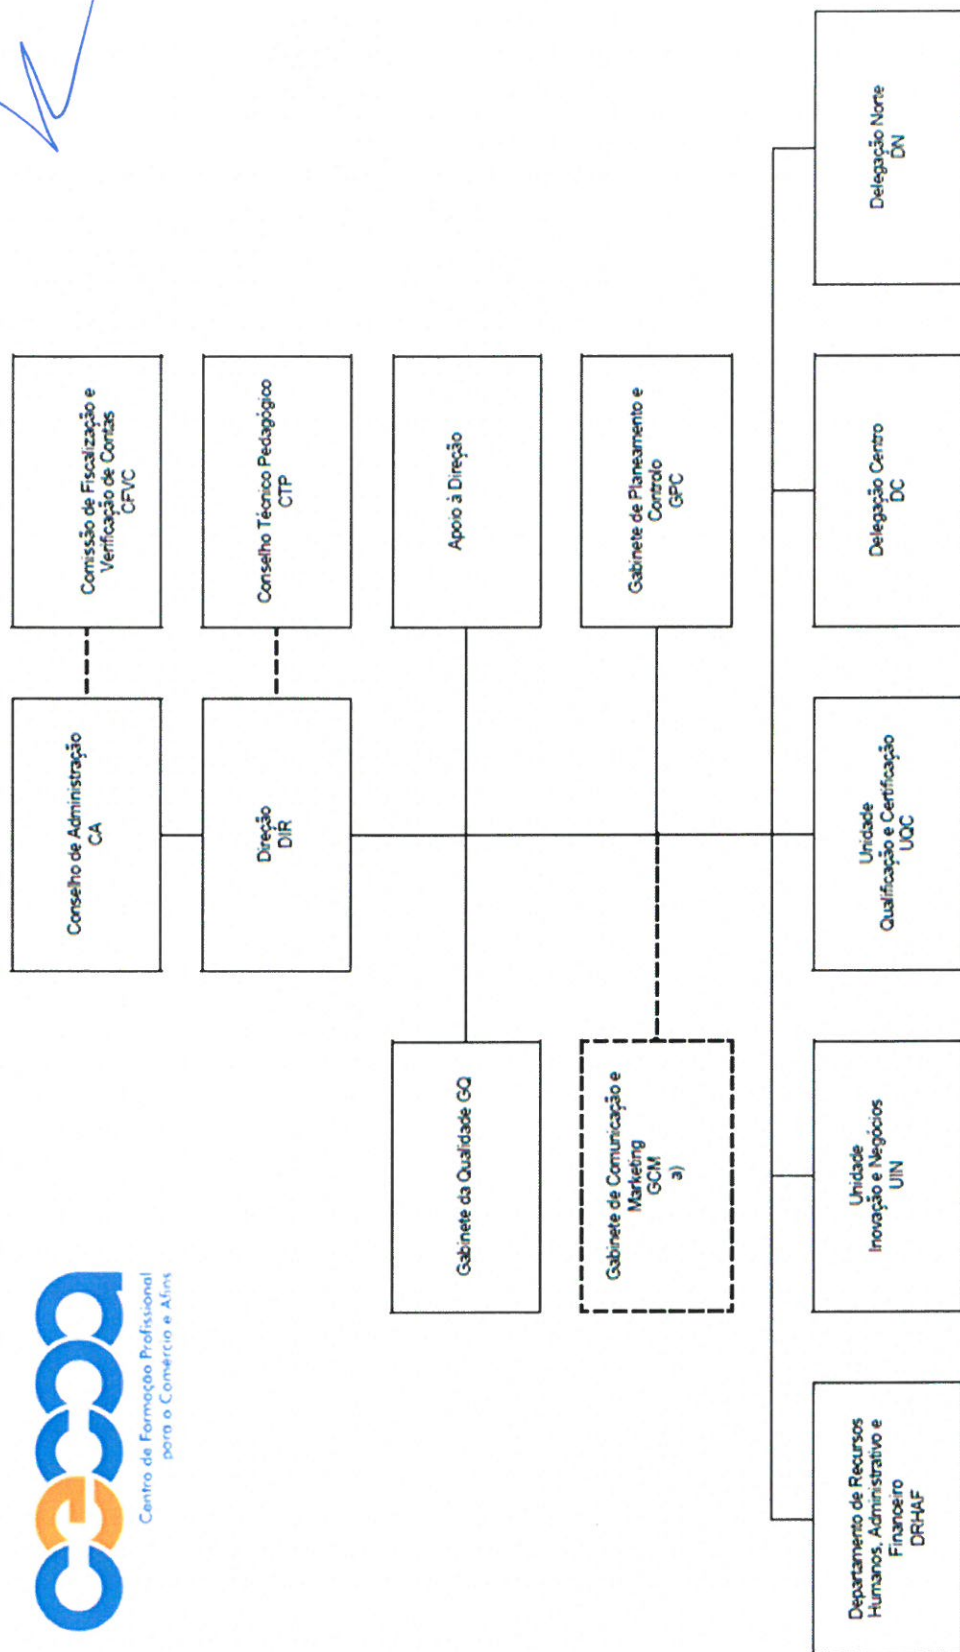 cecoa
Centro de Formação Profissional
para o Comércio e Afins
Conselho de Administração
CA
Comissão de Fiscalização e
Verificação de Contas
CFVC
Direção
DIR
Conselho Técnico Pedagógico
CTP
Gabinete da Qualidade GQ
Apoio à Direção
Gabinete de Comunicação e
Marketing
GCM
a)
Gabinete de Planeamento e
Controlo
GPC
Departamento de Recursos
Humanos, Administrativo e
Financeiro
DRHAF
Unidade
Inovação e Negócios
UIN
Unidade
Qualificação e Certificação
UQC
Delegação Centro
DC
Delegação Norte
DN